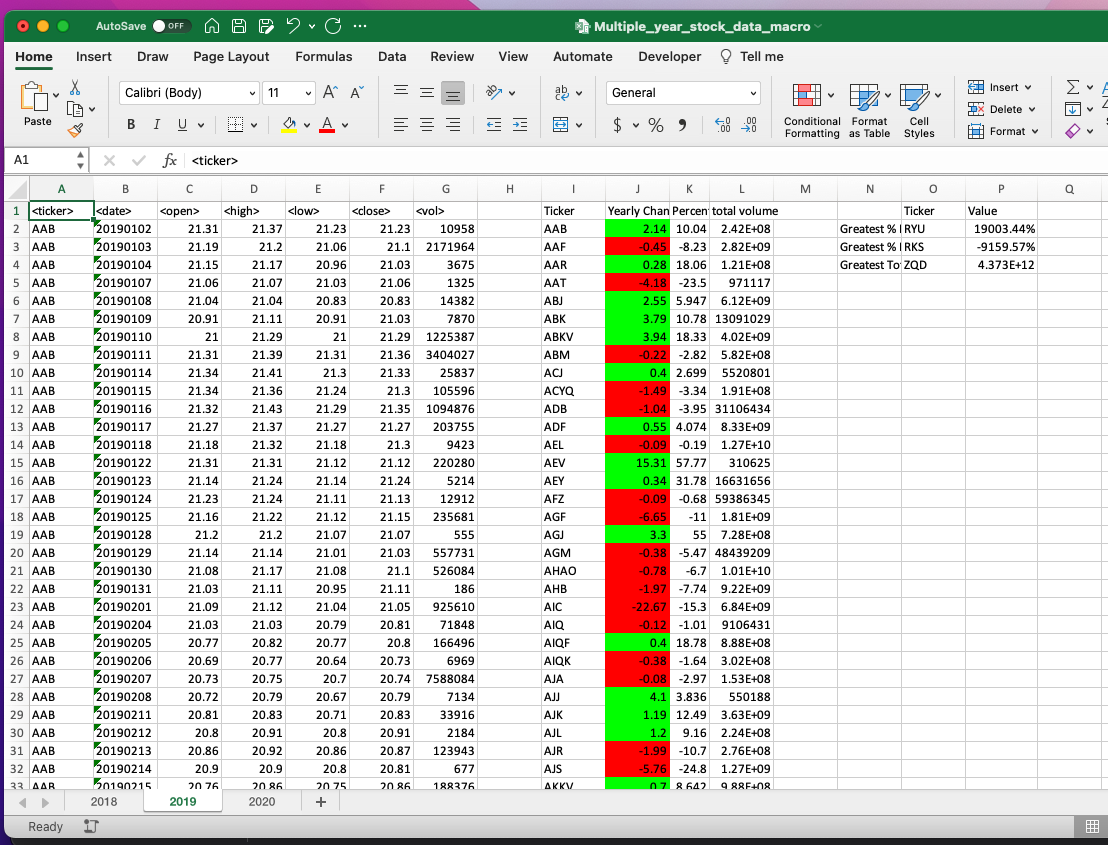 AutoSave OFF Multiple_year_stock_data_macro
Home Insert Draw Page Layout Formulas Data Review View Automate Developer Tell me
Paste Calibri (Body) 11 A A General Insert
B I U A $ % Conditional Formatting Format as Table Cell Styles Delete
Format
A1 fx <ticker>
A B C D E F G H I J K L M N O P Q
1 <ticker> <date> <open> <high> <low> <close> <vol> Ticker Yearly Chan Percen total volume Ticker Value
2 AAB 20190102 21.31 21.37 21.23 21.23 10958 AAB 2.14 10.04 2.42E+08 Greatest % I RYU 19003.44%
3 AAB 20190103 21.19 21.2 21.06 21.1 2171964 AAF -0.45 -8.23 2.82E+09 Greatest % I RKS -9159.57%
4 AAB 20190104 21.15 21.17 20.96 21.03 3675 AAR 0.28 18.06 1.21E+08 Greatest To ZQD 4.373E+12
5 AAB 20190107 21.06 21.07 21.03 21.06 1325 AAT -4.18 -23.5 971117
6 AAB 20190108 21.04 21.04 20.83 20.83 14382 ABJ 2.55 5.947 6.12E+09
7 AAB 20190109 20.91 21.11 20.91 21.03 7870 ABK 3.79 10.78 13091029
8 AAB 20190110 21 21.29 21 21.29 1225387 ABKV 3.94 18.33 4.02E+09
9 AAB 20190111 21.31 21.39 21.31 21.36 3404027 ABM -0.22 -2.82 5.82E+08
10 AAB 20190114 21.34 21.41 21.3 21.33 25837 ACJ 0.4 2.699 5520801
11 AAB 20190115 21.34 21.36 21.24 21.3 105596 ACYQ -1.49 -3.34 1.91E+08
12 AAB 20190116 21.32 21.43 21.29 21.35 1094876 ADB -1.04 -3.95 31106434
13 AAB 20190117 21.27 21.37 21.27 21.27 203755 ADF 0.55 4.074 8.33E+09
14 AAB 20190118 21.18 21.32 21.18 21.3 9423 AEL -0.09 -0.19 1.27E+10
15 AAB 20190122 21.31 21.31 21.12 21.12 220280 AEV 15.31 57.77 310625
16 AAB 20190123 21.14 21.24 21.14 21.24 5214 AEY 0.34 31.78 16631656
17 AAB 20190124 21.23 21.24 21.11 21.13 12912 AFZ -0.09 -0.68 59386345
18 AAB 20190125 21.16 21.22 21.12 21.15 235681 AGF -6.65 -11 1.81E+09
19 AAB 20190128 21.2 21.2 21.07 21.07 555 AGJ 3.3 55 7.28E+08
20 AAB 20190129 21.14 21.14 21.01 21.03 557731 AGM -0.38 -5.47 48439209
21 AAB 20190130 21.08 21.17 21.08 21.1 526084 AHAO -0.78 -6.7 1.01E+10
22 AAB 20190131 21.03 21.11 20.95 21.11 186 AHB -1.97 -7.74 9.22E+09
23 AAB 20190201 21.09 21.12 21.04 21.05 925610 AIC -22.67 -15.3 6.84E+09
24 AAB 20190204 21.03 21.03 20.79 20.81 71848 AIQ -0.12 -1.01 9106431
25 AAB 20190205 20.77 20.82 20.77 20.8 166496 AIQF 0.4 18.78 8.88E+08
26 AAB 20190206 20.69 20.77 20.64 20.73 6969 AIQK -0.38 -1.64 3.02E+08
27 AAB 20190207 20.73 20.75 20.7 20.74 7588084 AJA -0.08 -2.97 1.53E+08
28 AAB 20190208 20.72 20.79 20.67 20.79 7134 AJJ 4.1 3.836 550188
29 AAB 20190211 20.81 20.83 20.71 20.83 33916 AJK 1.19 12.49 3.63E+09
30 AAB 20190212 20.8 20.91 20.8 20.91 2184 AJL 1.2 9.16 2.24E+08
31 AAB 20190213 20.86 20.92 20.86 20.87 123943 AJR -1.99 -10.7 2.76E+08
32 AAB 20190214 20.9 20.9 20.8 20.81 677 AJS -5.76 -24.8 1.27E+09
33 AAB 20190215 20.76 20.86 20.75 20.86 188376 AKKV 0.7 8.642 9.88E+08
2018 2019 2020 +
Ready